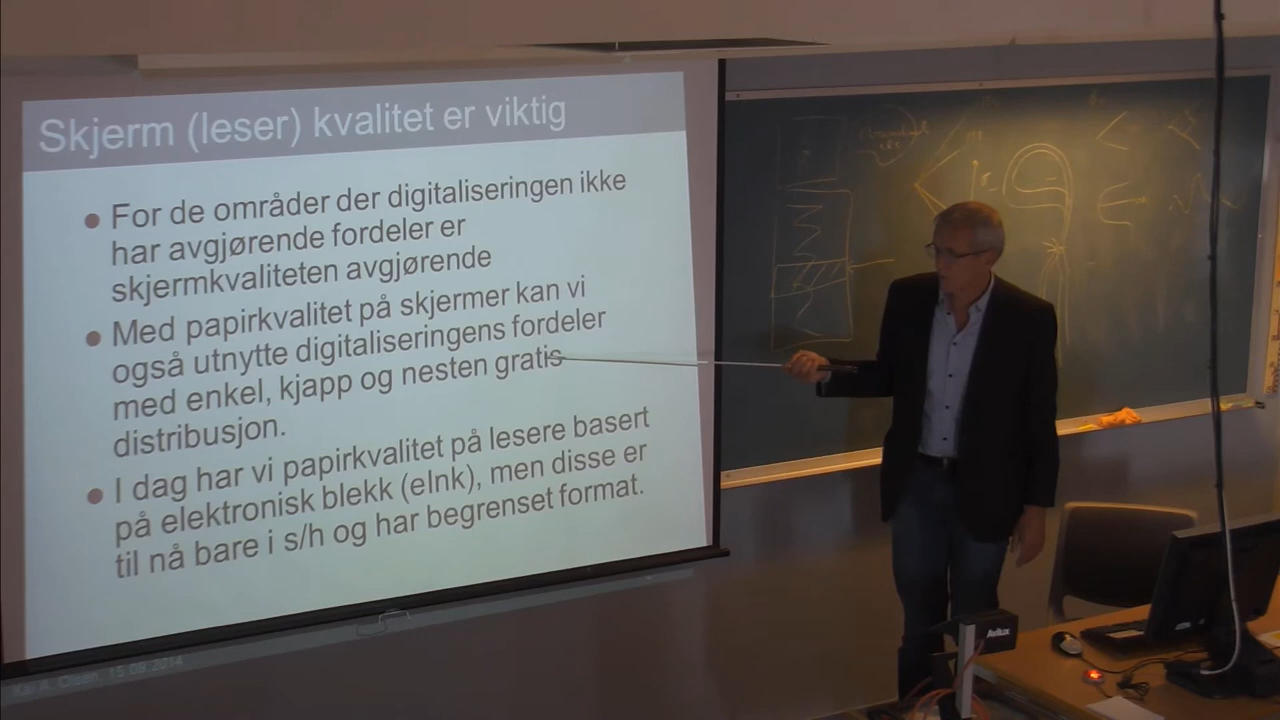 Skjerm (leser) kvalitet er viktig
• For de områder der digitaliseringen ikke
har avgjørende fordeler er
skjermkvaliteten avgjørende
• Med papirkvalitet på skjermer kan vi
også utnytte digitaliseringens fordeler
med enkel, kjapp og nesten gratis
distribusjon.
• I dag har vi papirkvalitet på lesere basert
på elektronisk blekk (eInk), men disse er
til nå bare i s/h og har begrenset format.
Kai A. Olsen, 15.09.2014